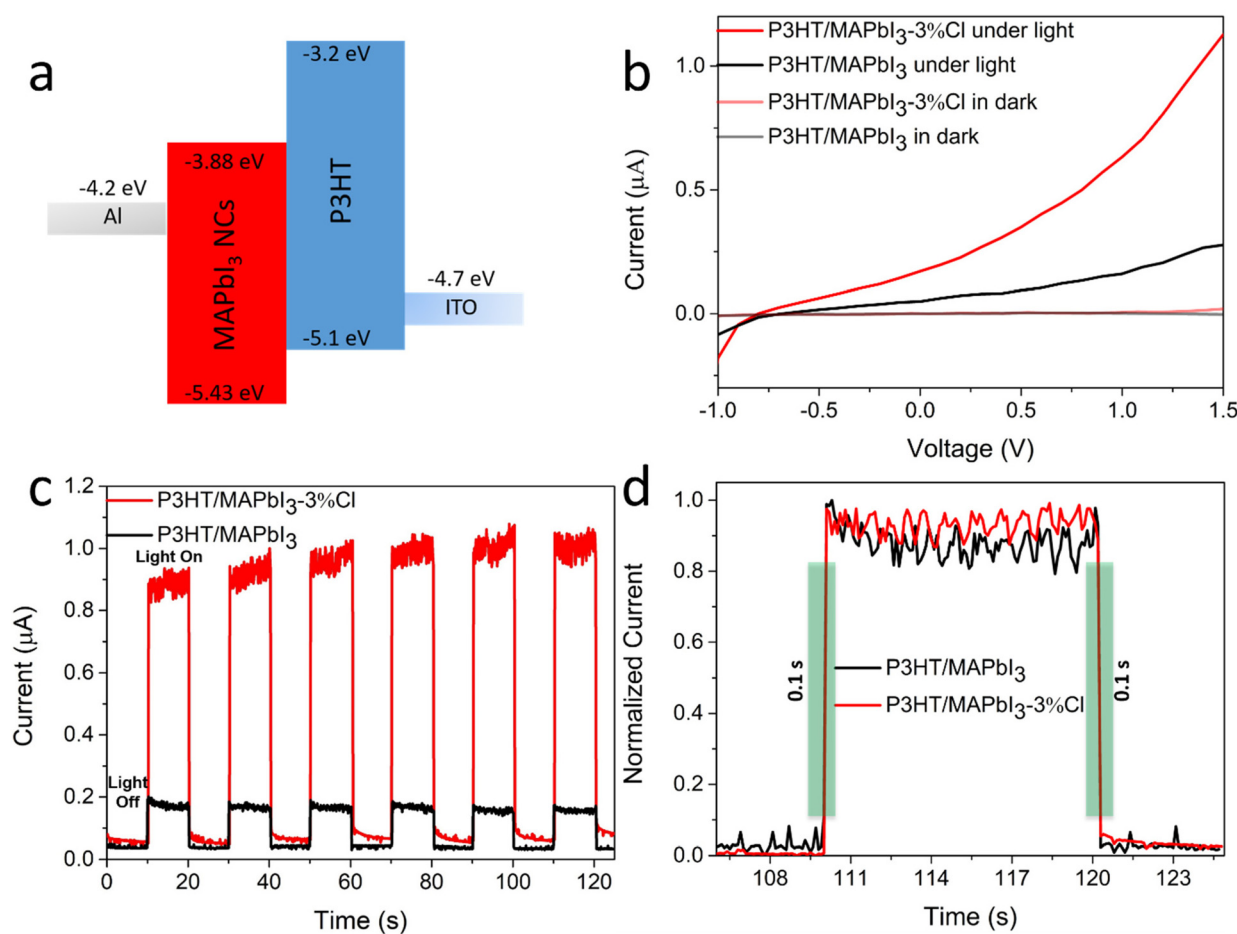 a
-3.2 eV
-3.88 eV
-4.2 eV
Al
MAPbI3 NCs
P3HT
-4.7 eV
ITO
-5.1 eV
-5.43 eV
b
P3HT/MAPbI3-3%Cl under light
P3HT/MAPbI3 under light
P3HT/MAPbI3-3%Cl in dark
P3HT/MAPbI3 in dark
Current (μA)
1.0
0.5
0.0
-1.0 -0.5 0.0 0.5 1.0 1.5
Voltage (V)
c
P3HT/MAPbI3-3%Cl
P3HT/MAPbI3
Light On
Light
Off
Current (μA)
1.2
1.0
0.8
0.6
0.4
0.2
0.0
0 20 40 60 80 100 120
Time (s)
d
Normalized Current
1.0
0.8
0.6
0.4
0.2
0.0
0.1 s
P3HT/MAPbI3
P3HT/MAPbI3-3%Cl
0.1 s
108 111 114 117 120 123
Time (s)